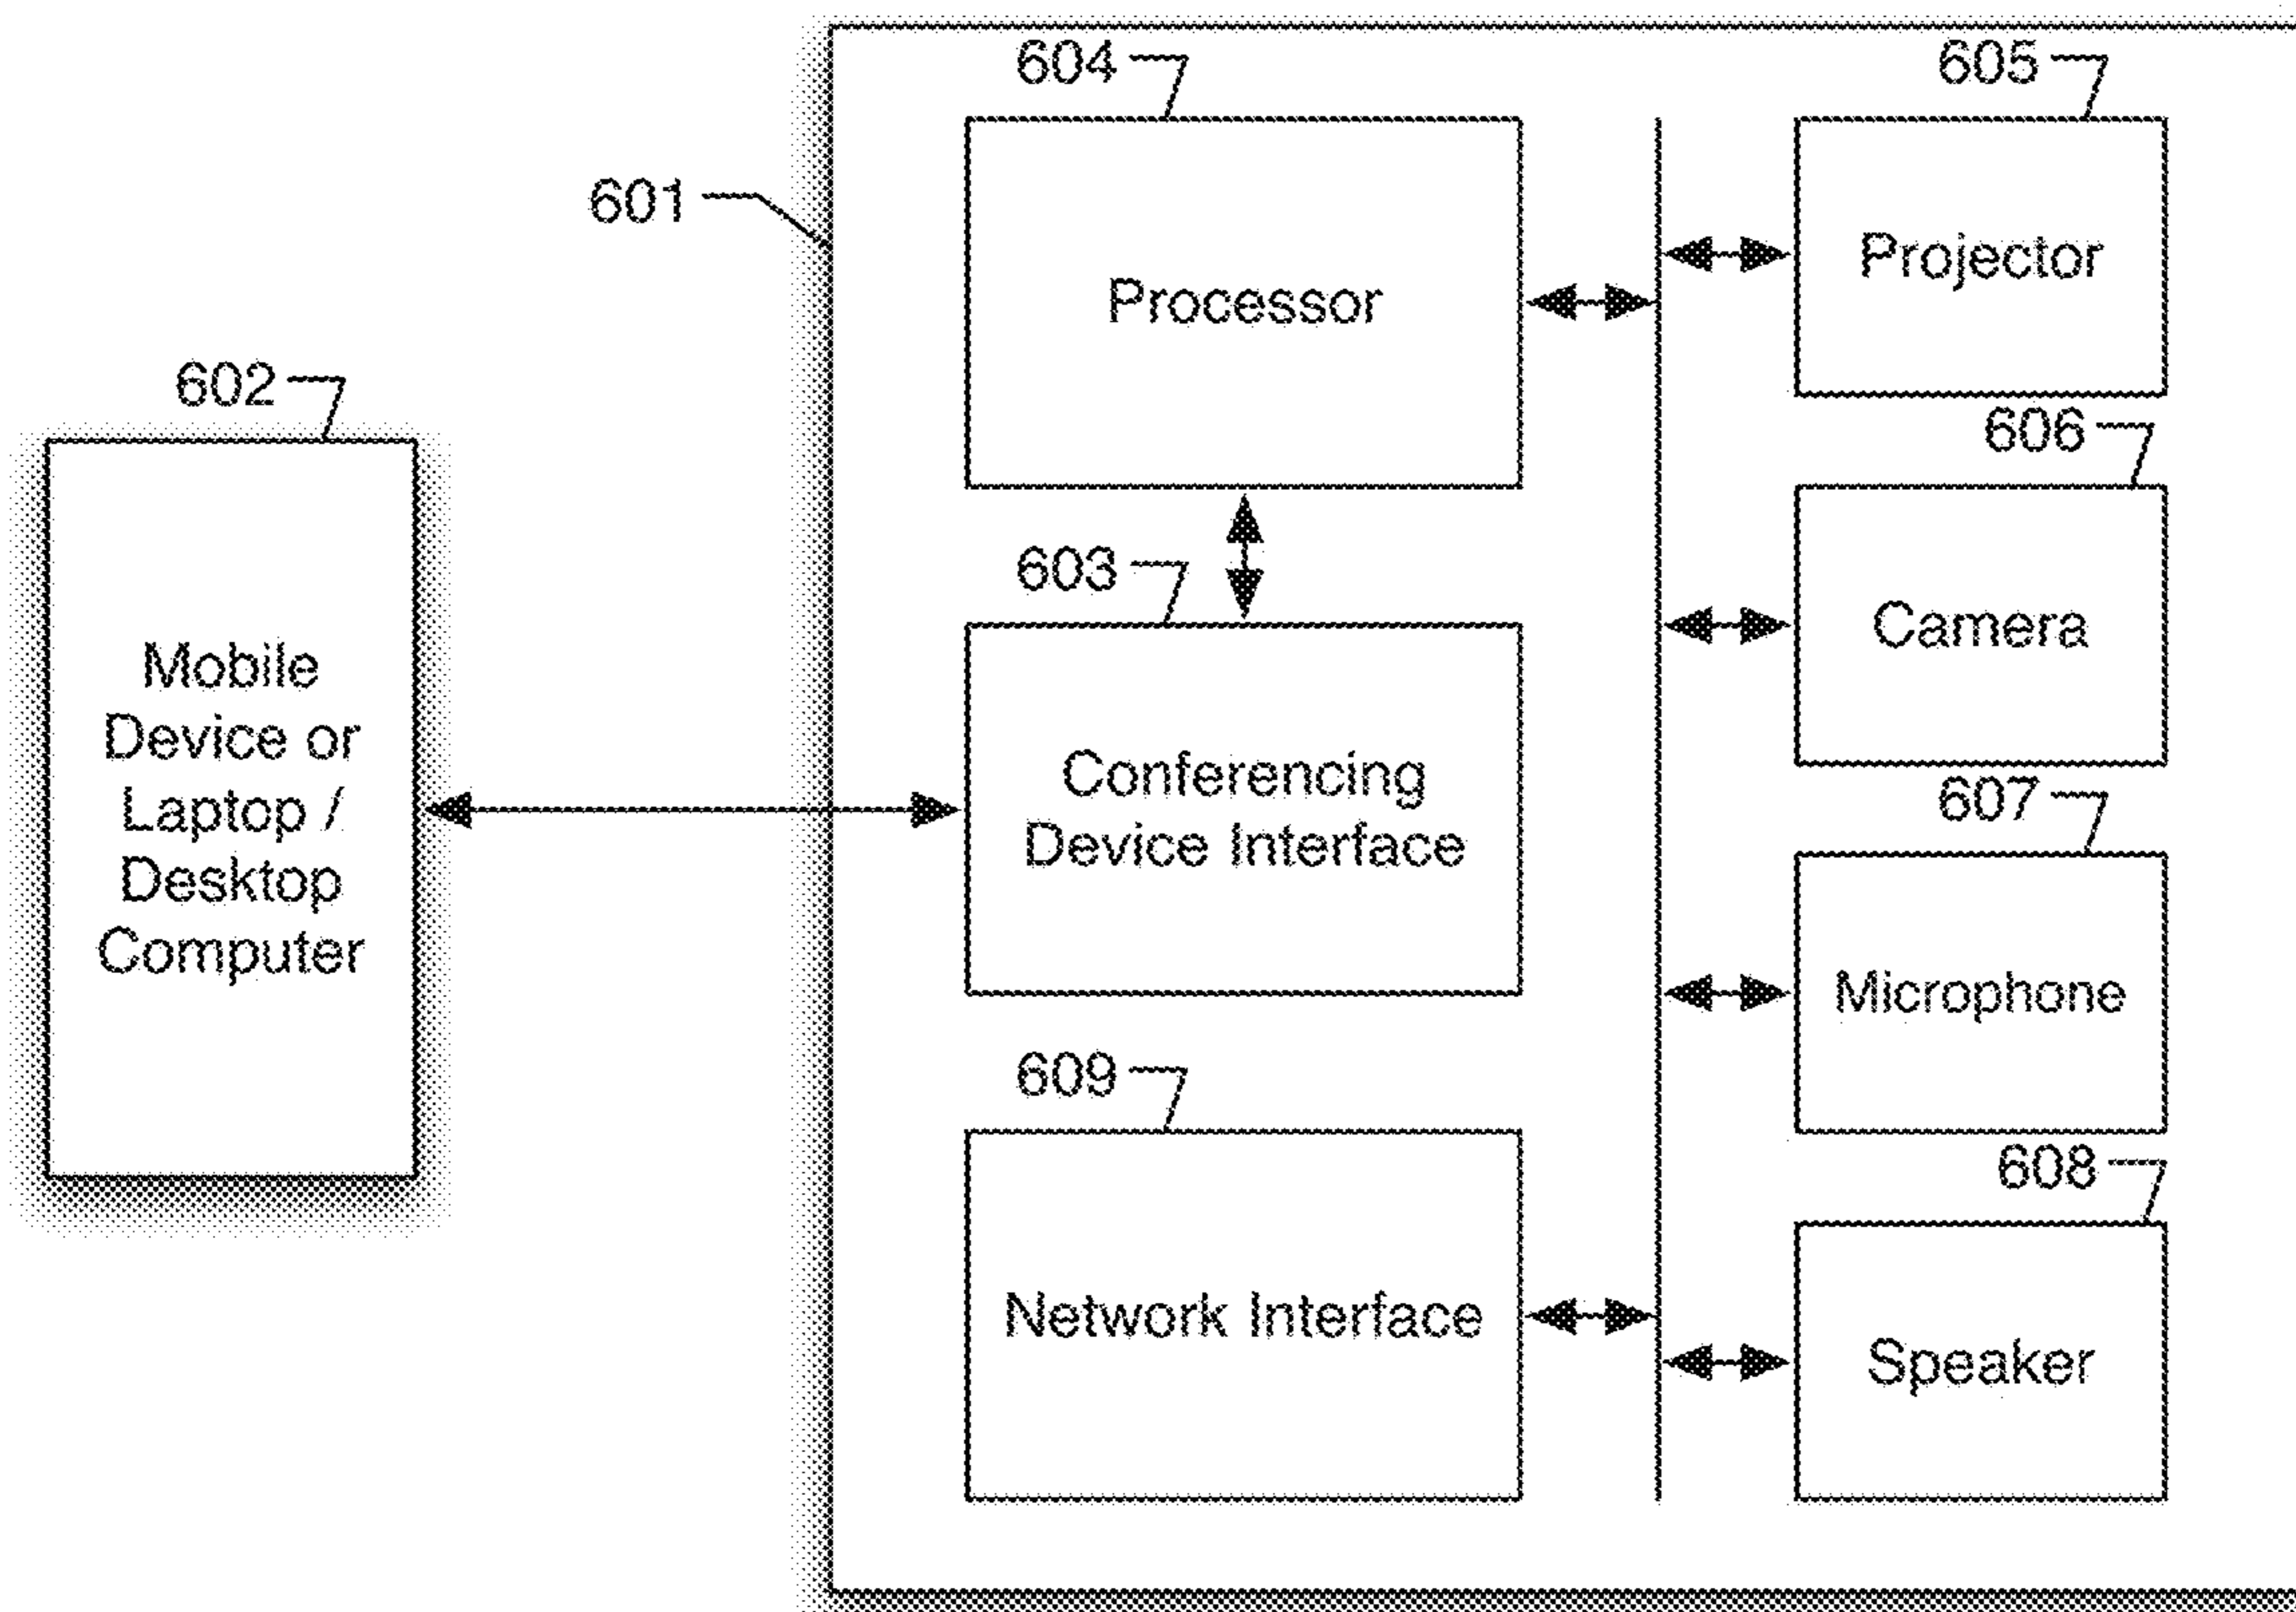 604
605
601
Processor
Projector
602
606
603
Camera
Mobile
Device or
Laptop /
Desktop
Computer
Conferencing
Device Interface
607
Microphone
609
608
Network Interface
Speaker